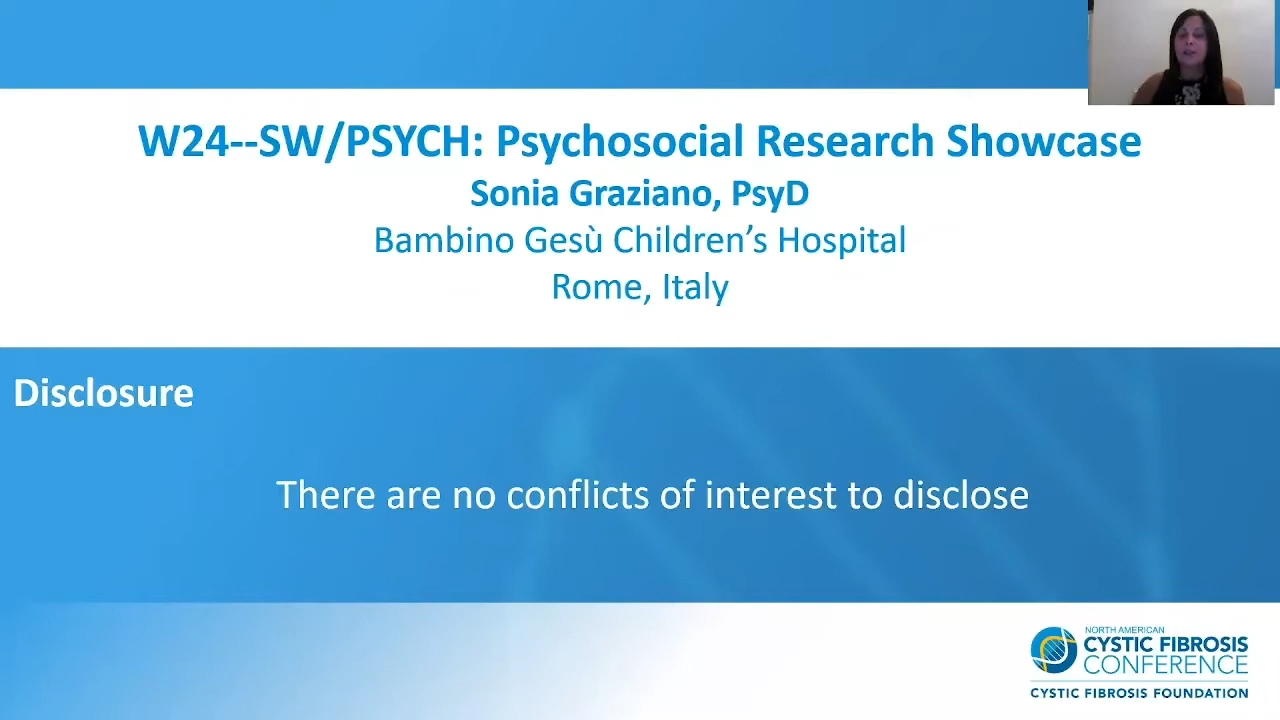 W24--SW/PSYCH: Psychosocial Research Showcase
Sonia Graziano, PsyD
Bambino Gesù Children’s Hospital
Rome, Italy
Disclosure
There are no conflicts of interest to disclose
NORTH AMERICAN
CYSTIC FIBROSIS
CONFERENCE
CYSTIC FIBROSIS FOUNDATION